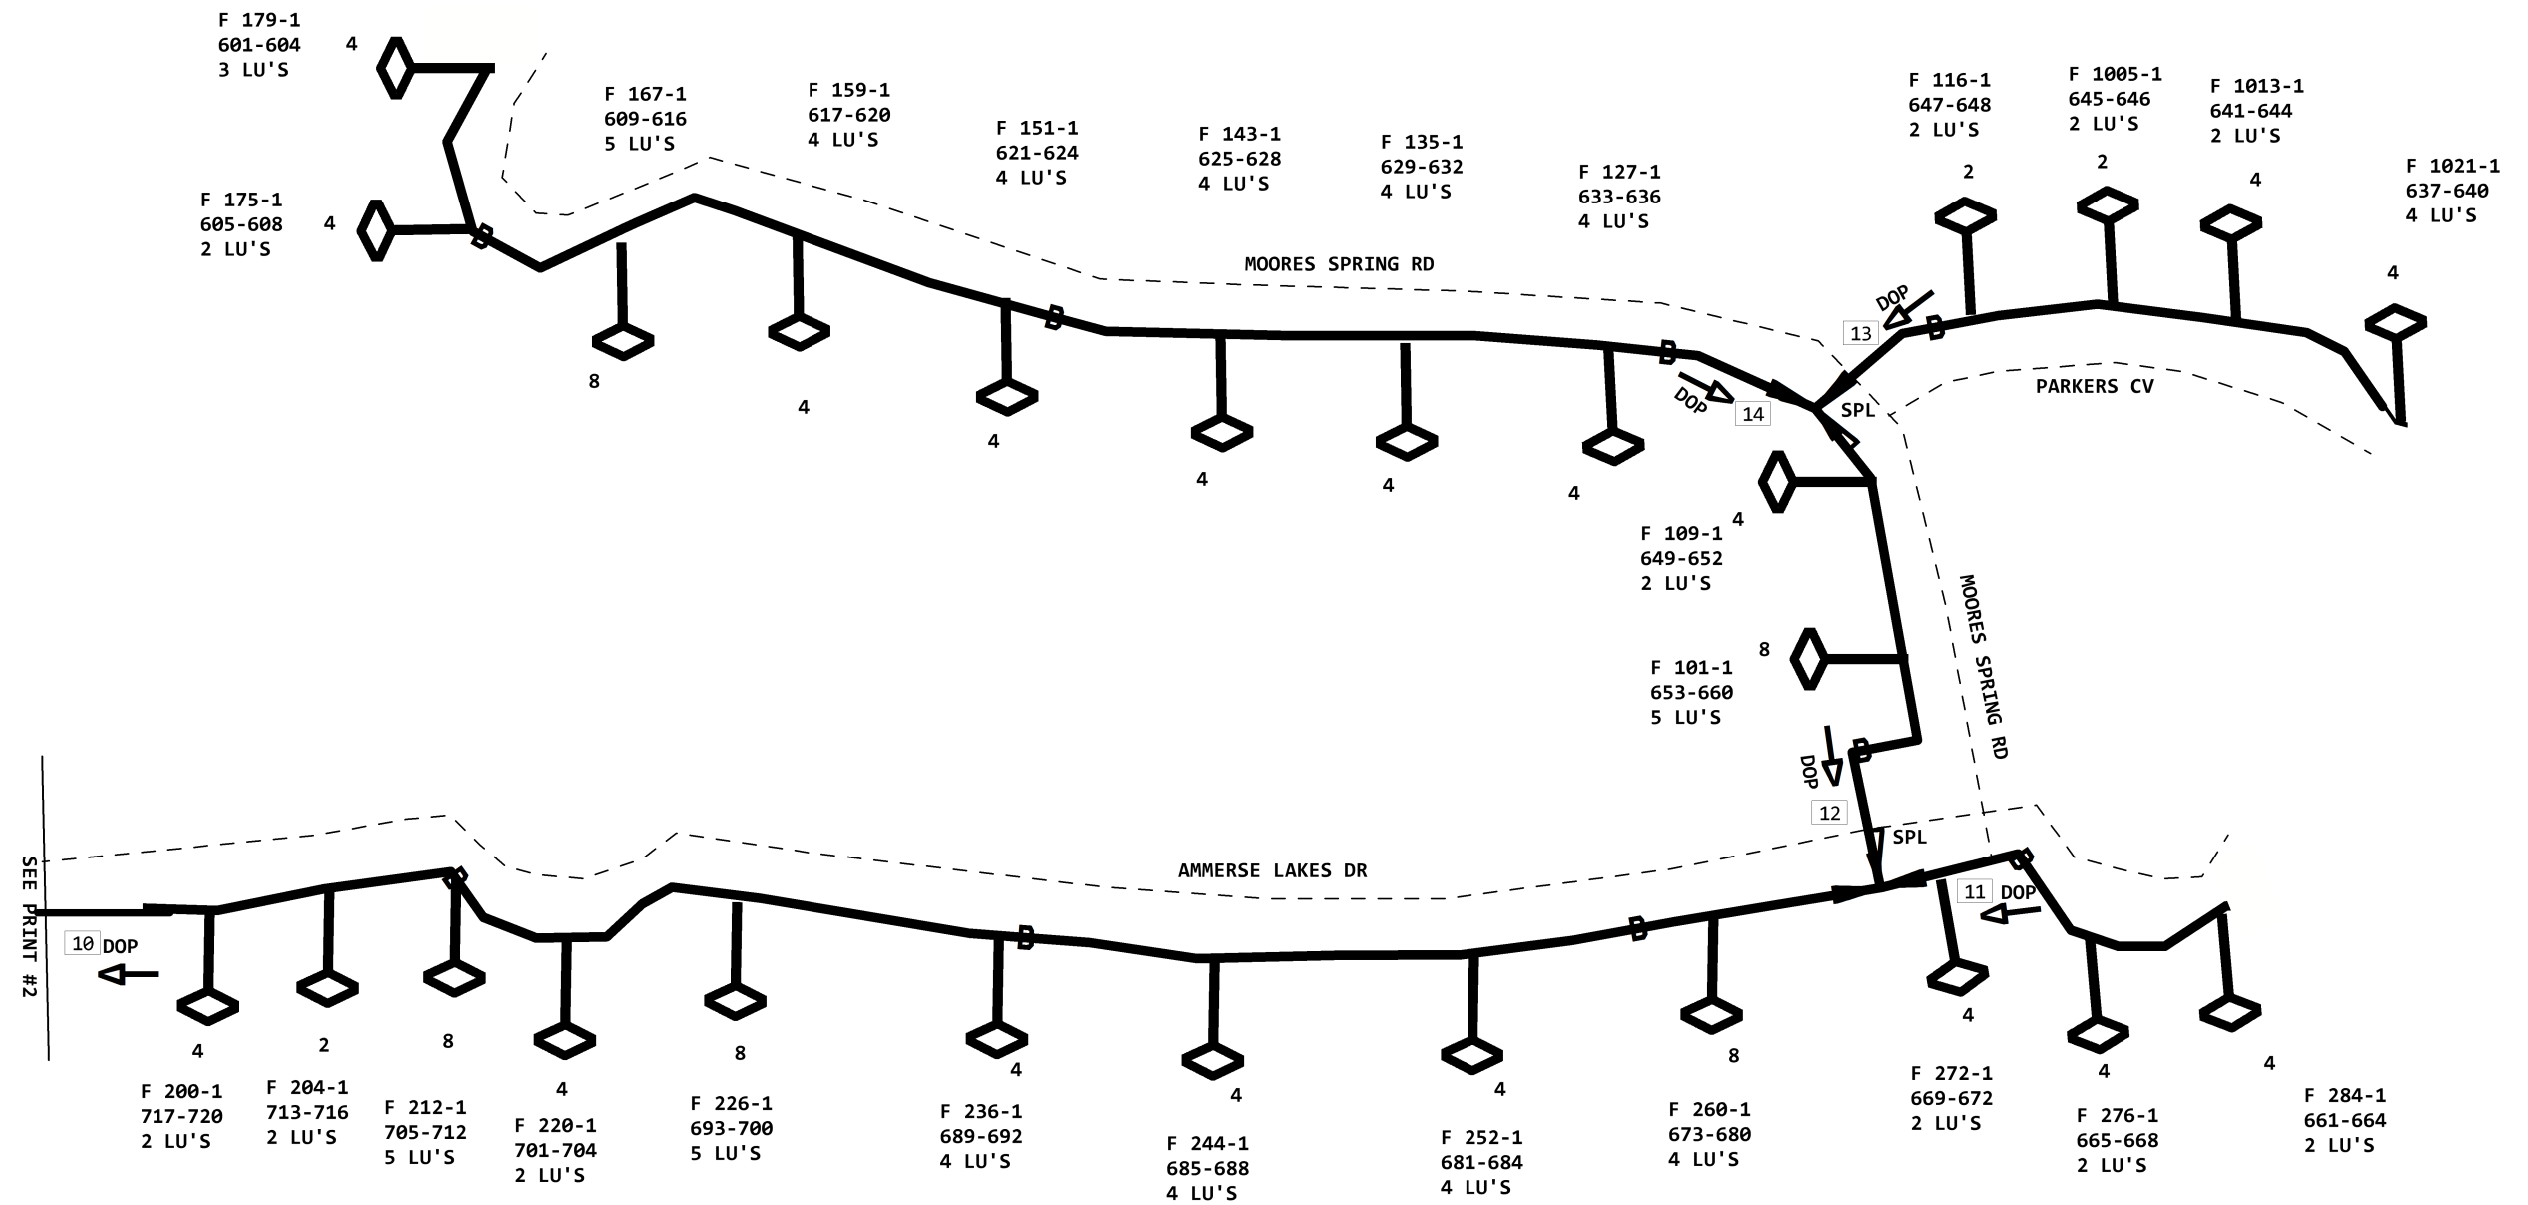 F 179-1
601-604
3 LU'S
4
F 175-1
605-608
2 LU'S
4
F 167-1
609-616
5 LU'S
8
F 159-1
617-620
4 LU'S
4
F 151-1
621-624
4 LU'S
4
F 143-1
625-628
4 LU'S
4
F 135-1
629-632
4 LU'S
4
F 127-1
633-636
4 LU'S
4
MOORES SPRING RD
F 116-1
647-648
2 LU'S
2
F 1005-1
645-646
2 LU'S
2
F 1013-1
641-644
2 LU'S
4
F 1021-1
637-640
4 LU'S
4
B
B
B
B
DOP
13
DOP
14
SPL
PARKERS CV
F 109-1
649-652
2 LU'S
4
F 101-1
653-660
5 LU'S
8
MOORES SPRING RD
B
DOP
12
SPL
SEE PRINT #2
AMMERSE LAKES DR
B
B
B
B
11
DOP
10
DOP
4
F 200-1
717-720
2 LU'S
2
F 204-1
713-716
2 LU'S
8
F 212-1
705-712
5 LU'S
4
F 220-1
701-704
2 LU'S
8
F 226-1
693-700
5 LU'S
4
F 236-1
689-692
4 LU'S
4
F 244-1
685-688
4 LU'S
4
F 252-1
681-684
4 LU'S
8
F 260-1
673-680
4 LU'S
4
F 272-1
669-672
2 LU'S
4
F 276-1
665-668
2 LU'S
4
F 284-1
661-664
2 LU'S